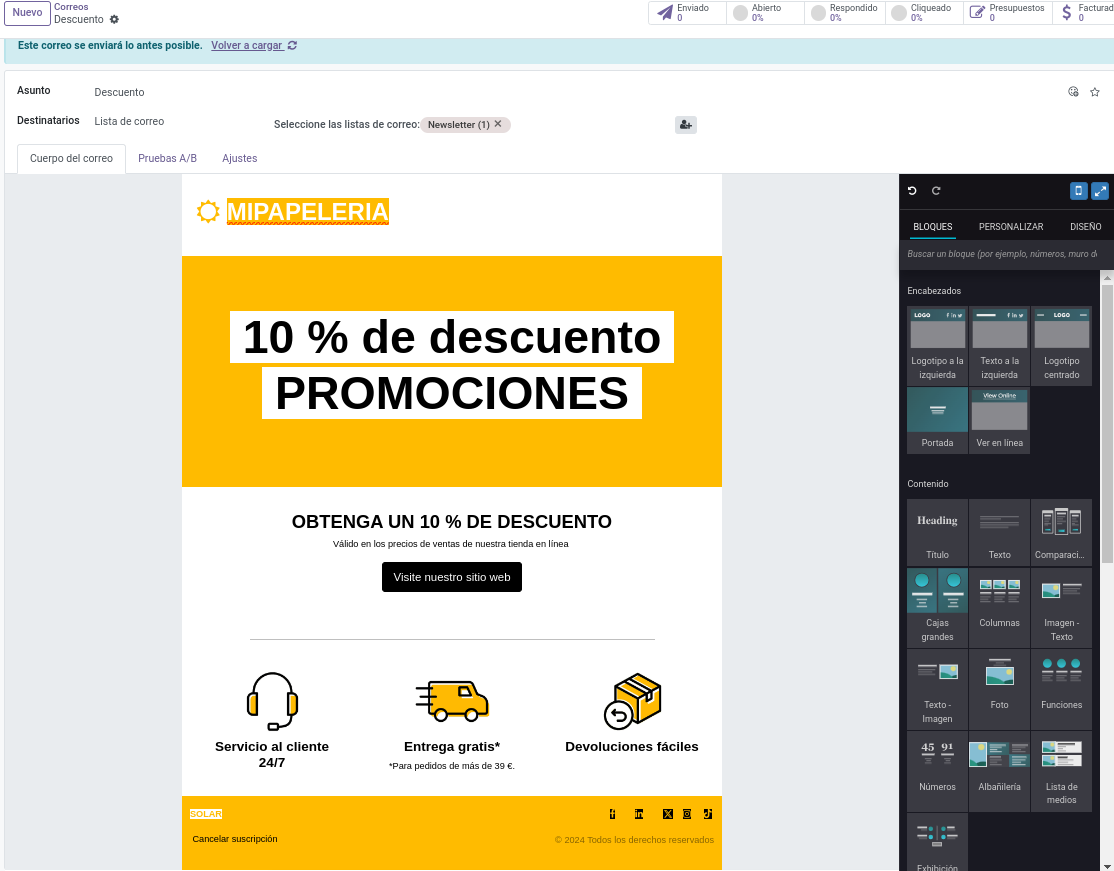 Nuevo
Correos
Descuento
Enviado
0
Abierto
0%
Respondido
0%
Cliqueado
0%
Presupuestos
0
Facturad
0
Este correo se enviará lo antes posible. Volver a cargar
Asunto
Descuento
Destinatarios
Lista de correo
Seleccione las listas de correo:
Newsletter (1) ✕
Cuerpo del correo
Pruebas A/B
Ajustes
MIPAPELERIA
10 % de descuento
PROMOCIONES
OBTENGA UN 10 % DE DESCUENTO
Válido en los precios de ventas de nuestra tienda en línea
Visite nuestro sitio web
Servicio al cliente
24/7
Entrega gratis*
*Para pedidos de más de 39 €.
Devoluciones fáciles
SOLAR
Cancelar suscripción
© 2024 Todos los derechos reservados
BLOQUES
PERSONALIZAR
DISEÑO
Buscar un bloque (por ejemplo, números, muro d
Encabezados
LOGO
LOGO
Logotipo a la
izquierda
Texto a la
izquierda
Logotipo
centrado
View Online
Portada
Ver en línea
Contenido
Heading
Título
Texto
Comparaci...
Cajas
grandes
Columnas
Imagen -
Texto
Texto -
Imagen
Foto
Funciones
45 91
Números
Albañilería
Lista de
medios
Exhibición